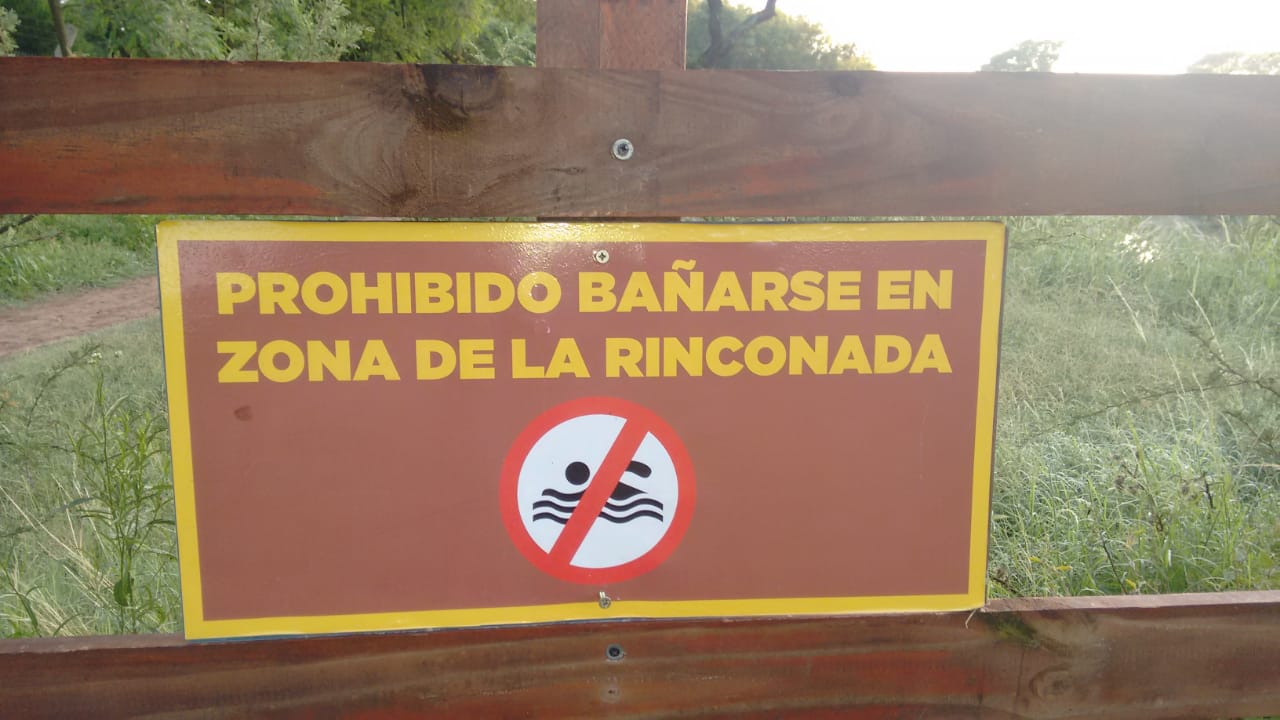 PROHIBIDO BAÑARSE EN
ZONA DE LA RINCONADA